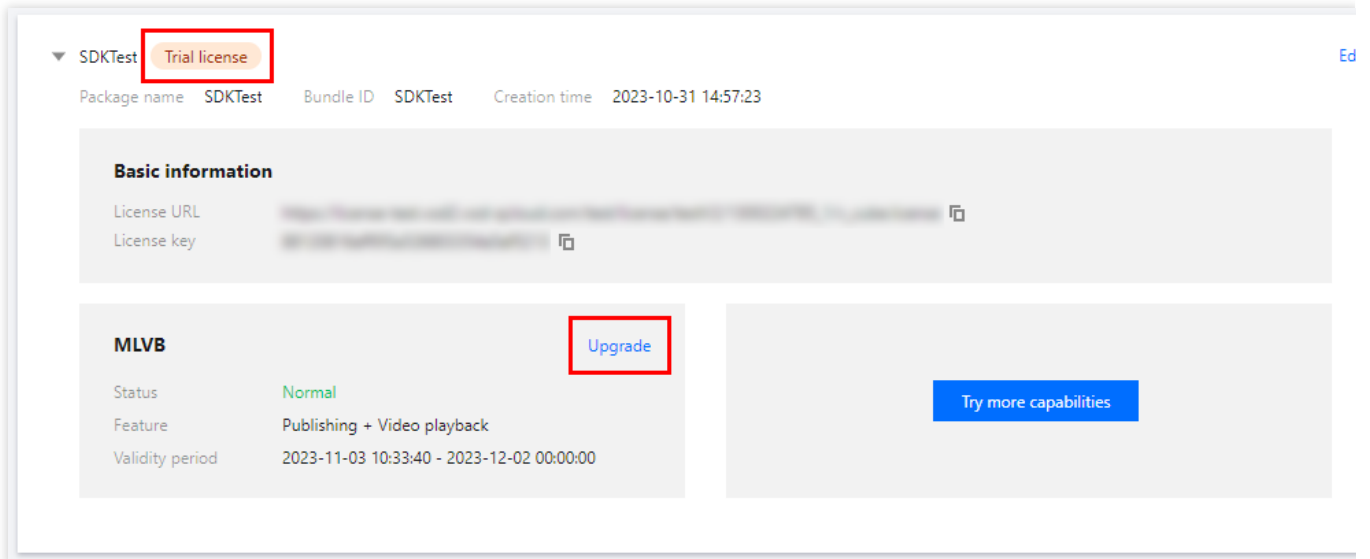 SDKTest Trial license Ed
Package name SDKTest Bundle ID SDKTest Creation time 2023-10-31 14:57:23
Basic information
License URL
License key
MLVB Upgrade
Status Normal
Feature Publishing + Video playback
Validity period 2023-11-03 10:33:40 - 2023-12-02 00:00:00
Try more capabilities